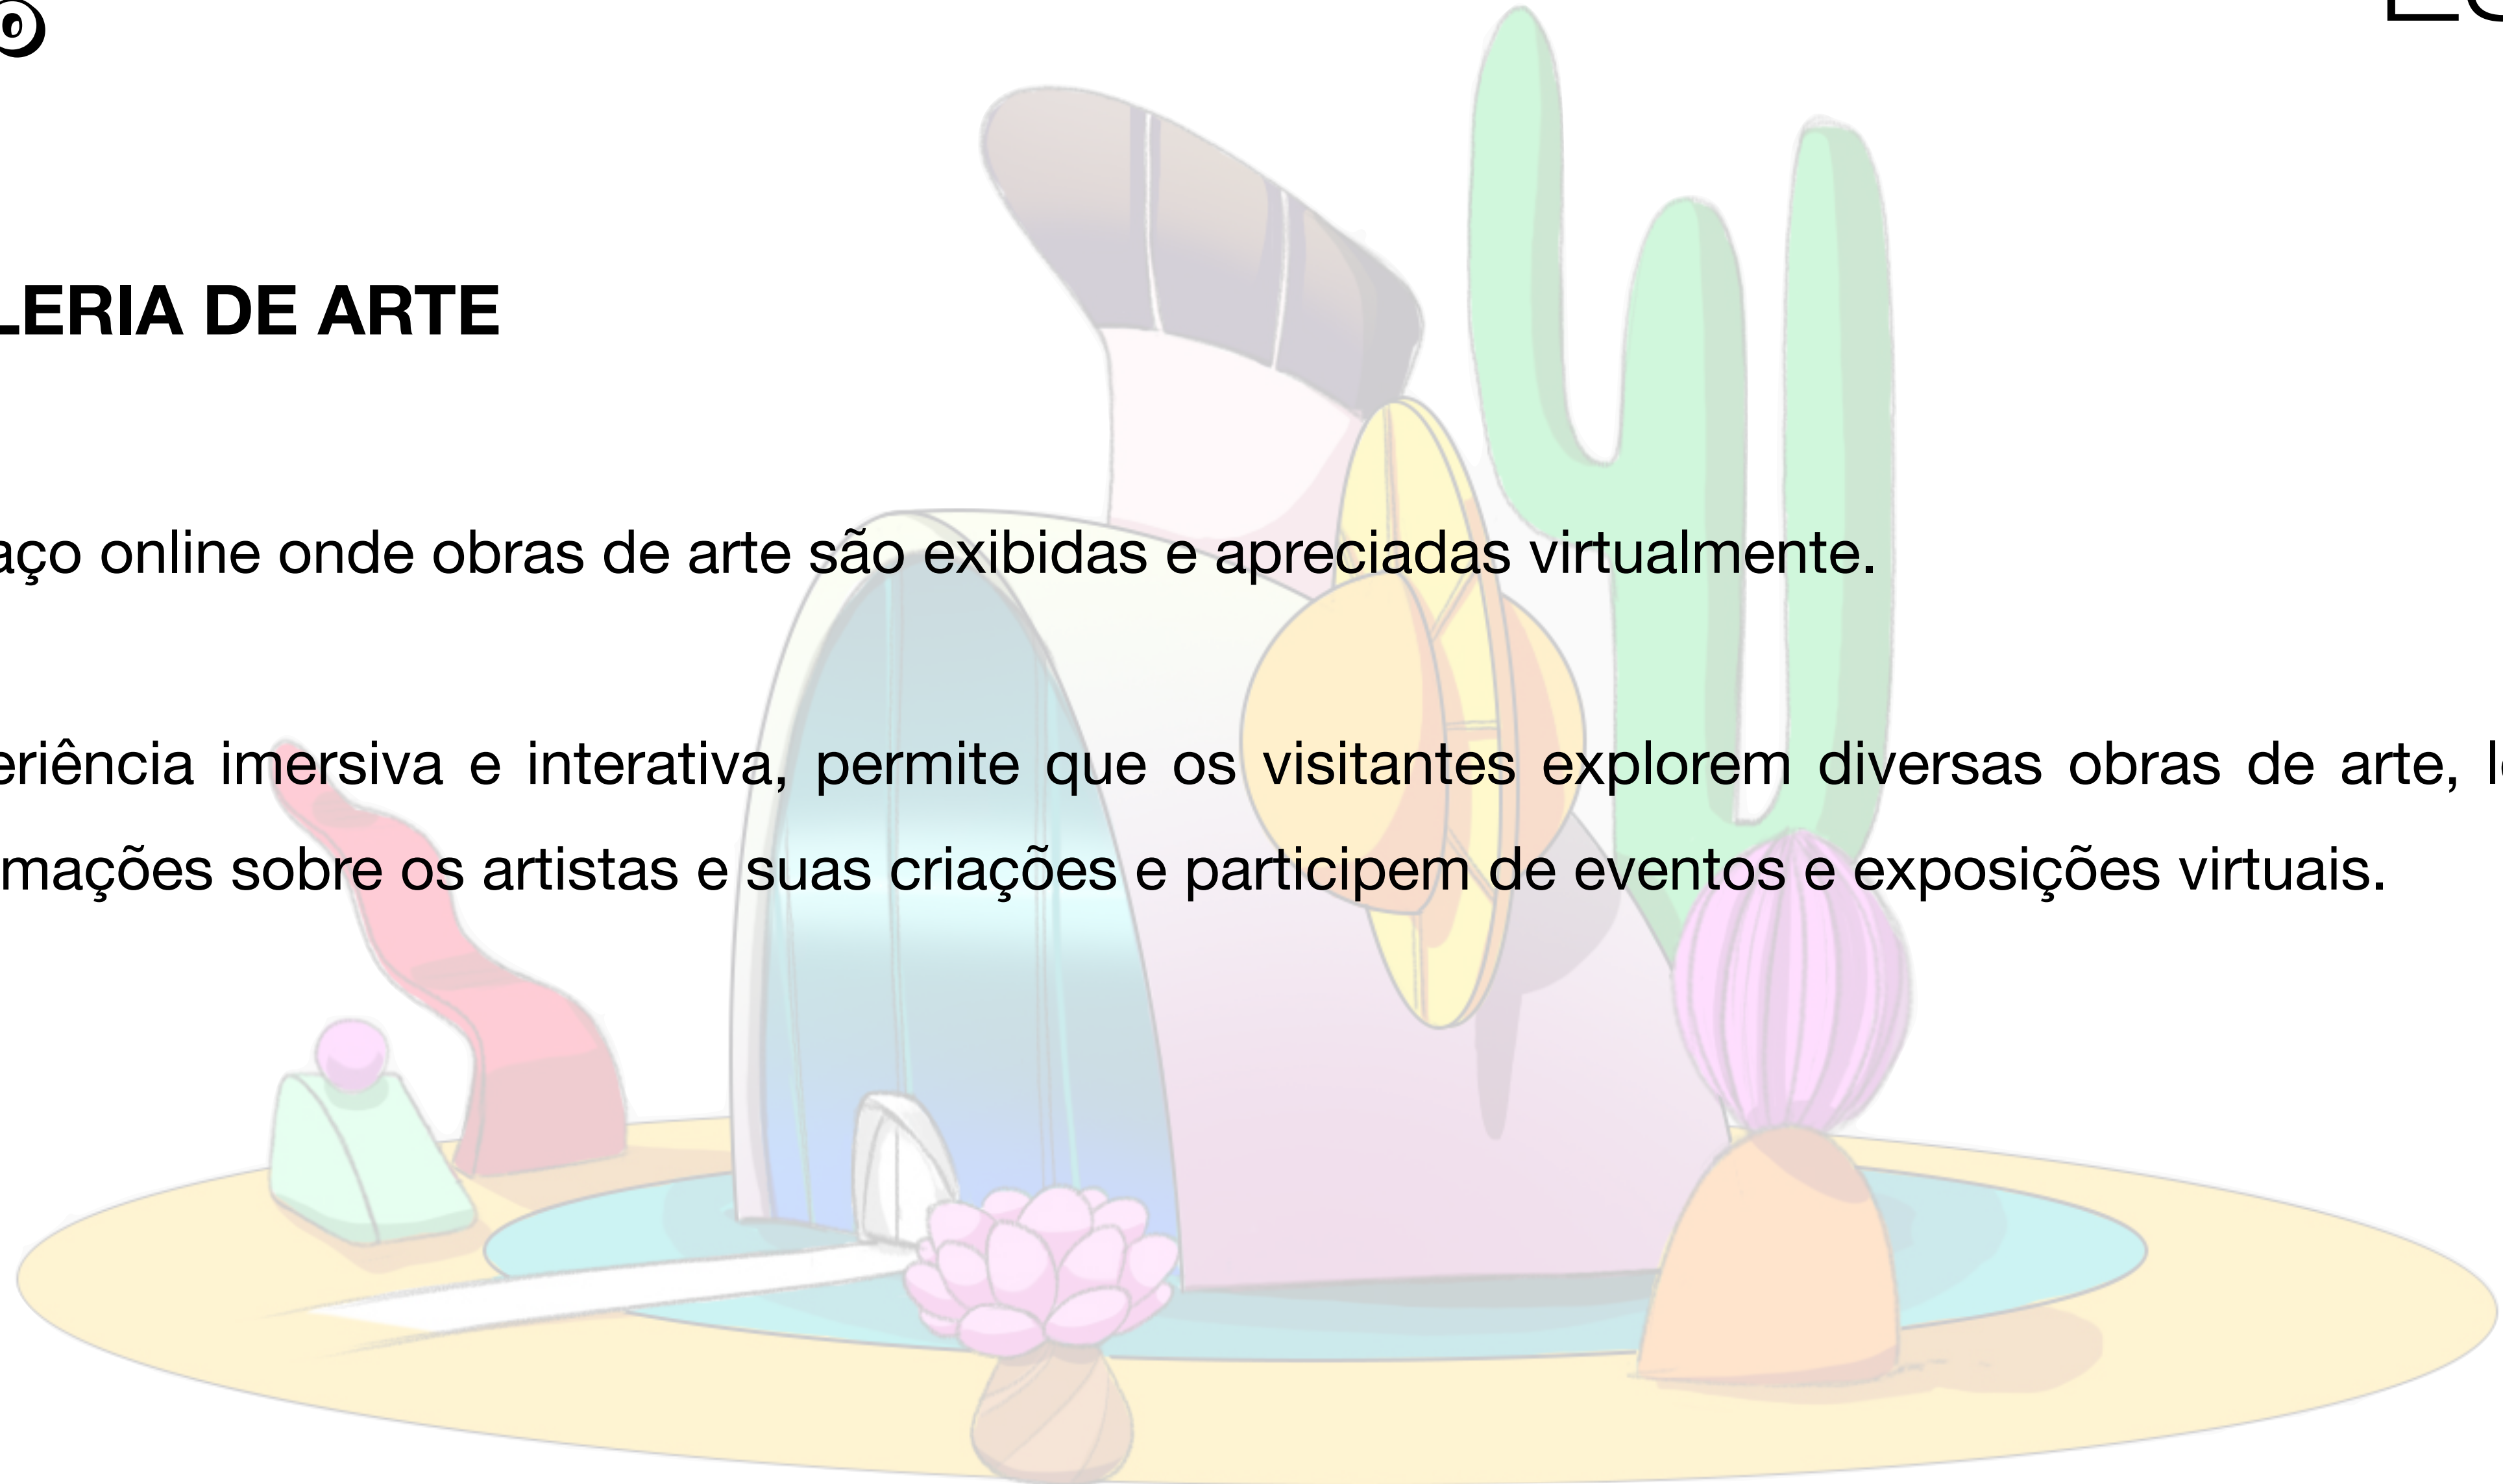 LERIA DE ARTE
aço online onde obras de arte são exibidas e apreciadas virtualmente.
eriência imersiva e interativa, permite que os visitantes explorem diversas obras de arte, l
mações sobre os artistas e suas criações e participem de eventos e exposições virtuais.